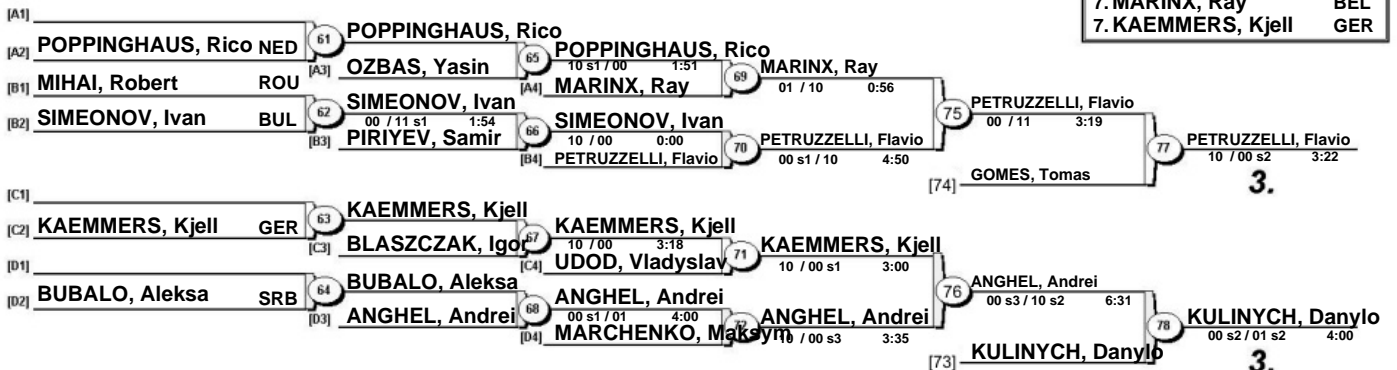 7. MARINX, Ray BEL
7. KAEMMERS, Kjell GER
[A1]
[A2] POPPINGHAUS, Rico NED
61
POPPINGHAUS, Rico
[A3] OZBAS, Yasin
65
POPPINGHAUS, Rico
10 s1 / 00 1:51
[A4] MARINX, Ray
69
MARINX, Ray
01 / 10 0:56
[B1] MIHAI, Robert ROU
[B2] SIMEONOV, Ivan BUL
62
SIMEONOV, Ivan
00 / 11 s1 1:54
[B3] PIRIYEV, Samir
66
SIMEONOV, Ivan
10 / 00 0:00
[B4] PETRUZZELLI, Flavio
70
PETRUZZELLI, Flavio
00 s1 / 10 4:50
75
PETRUZZELLI, Flavio
00 / 11 3:19
[74] GOMES, Tomas
77
PETRUZZELLI, Flavio
10 / 00 s2 3:22
3.
[C1]
[C2] KAEMMERS, Kjell GER
63
KAEMMERS, Kjell
[C3] BLASZCZAK, Igor
67
KAEMMERS, Kjell
10 / 00 3:18
[C4] UDOD, Vladyslav
71
KAEMMERS, Kjell
10 / 00 s1 3:00
[D1]
[D2] BUBALO, Aleksa SRB
64
BUBALO, Aleksa
[D3] ANGHEL, Andrei
68
ANGHEL, Andrei
00 s1 / 01 4:00
[D4] MARCHENKO, Maksym
72
ANGHEL, Andrei
10 / 00 s3 3:35
76
ANGHEL, Andrei
00 s3 / 10 s2 6:31
[73] KULINYCH, Danylo
78
KULINYCH, Danylo
00 s2 / 01 s2 4:00
3.